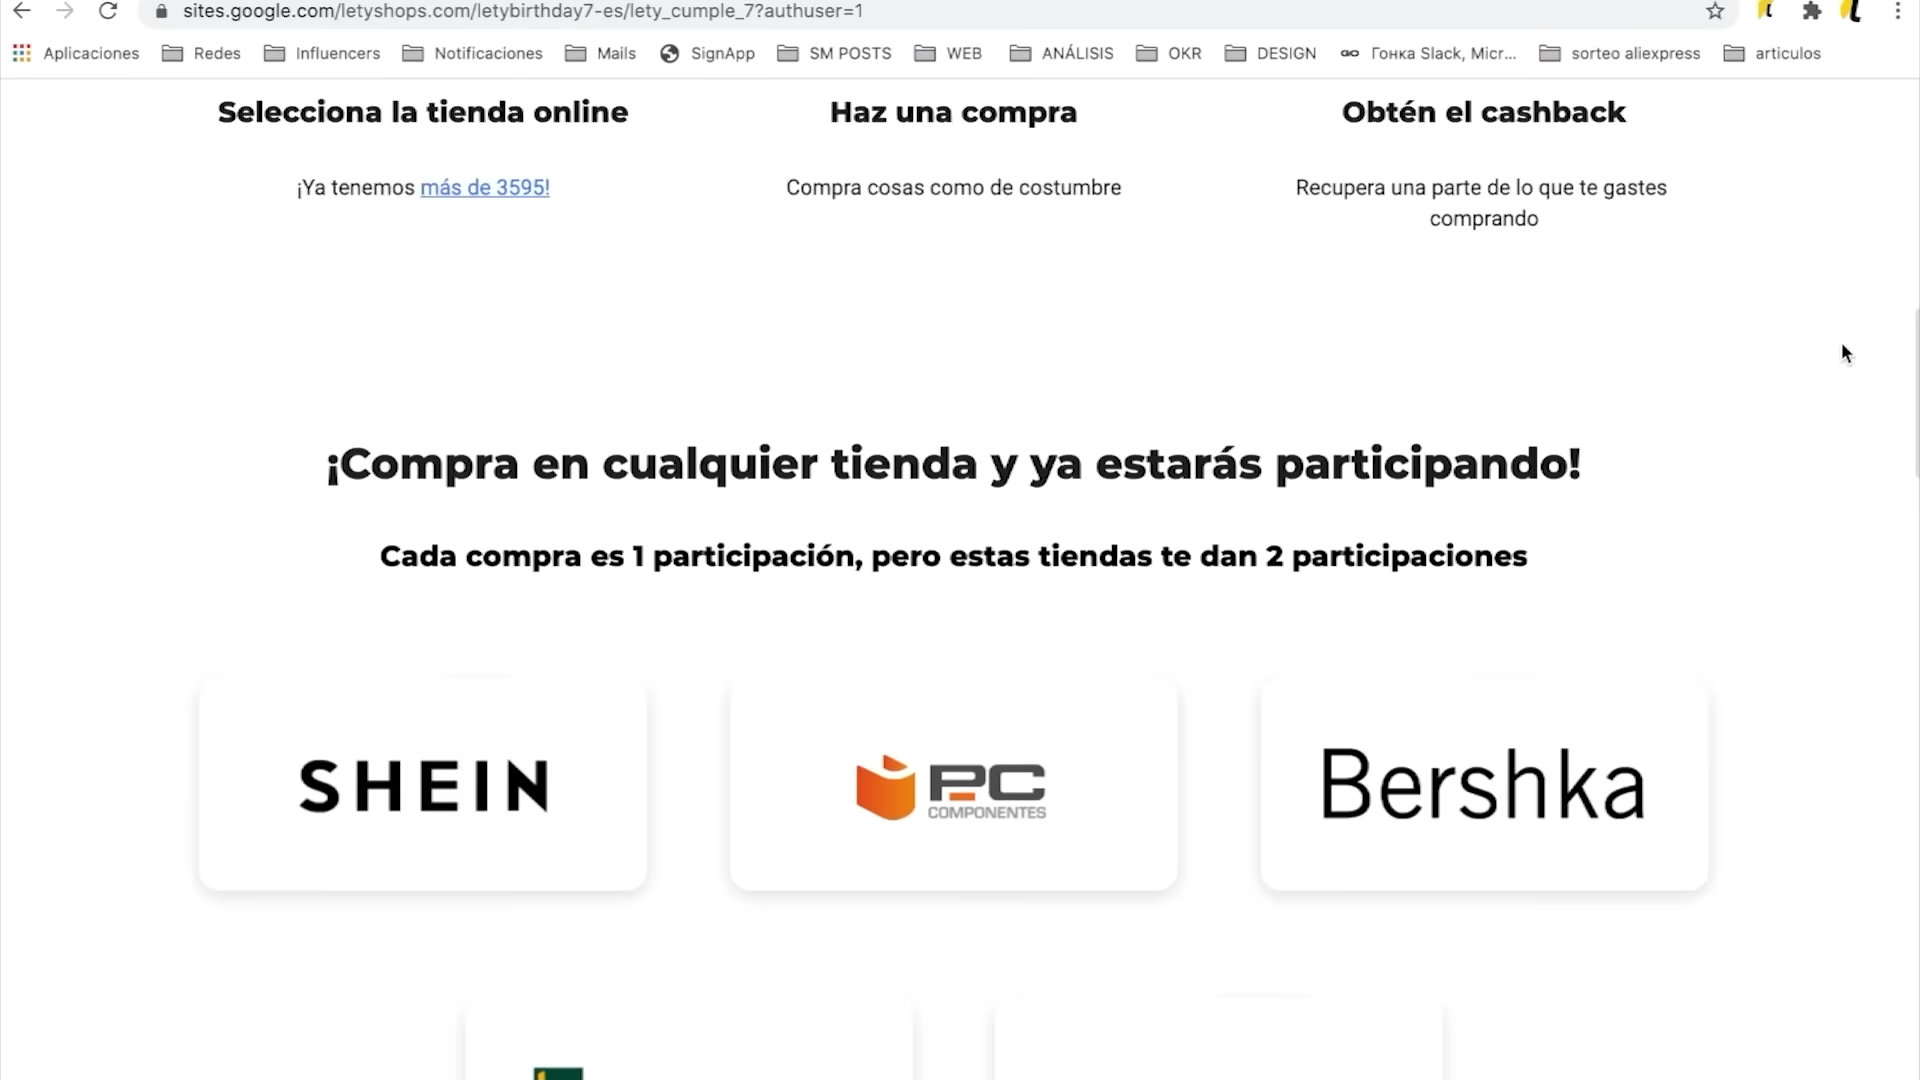 sites.google.com/letyshops.com/letybirthday7-es/lety_cumple_7?authuser=1
Aplicaciones Redes Influencers Notificaciones Mails SignApp SM POSTS WEB ANÁLISIS OKR DESIGN Гонка Slack, Micr... sorteo aliexpress articulos
Selecciona la tienda online
¡Ya tenemos más de 3595!
Haz una compra
Compra cosas como de costumbre
Obtén el cashback
Recupera una parte de lo que te gastes
comprando
¡Compra en cualquier tienda y ya estarás participando!
Cada compra es 1 participación, pero estas tiendas te dan 2 participaciones
SHEIN
PC
COMPONENTES
Bershka